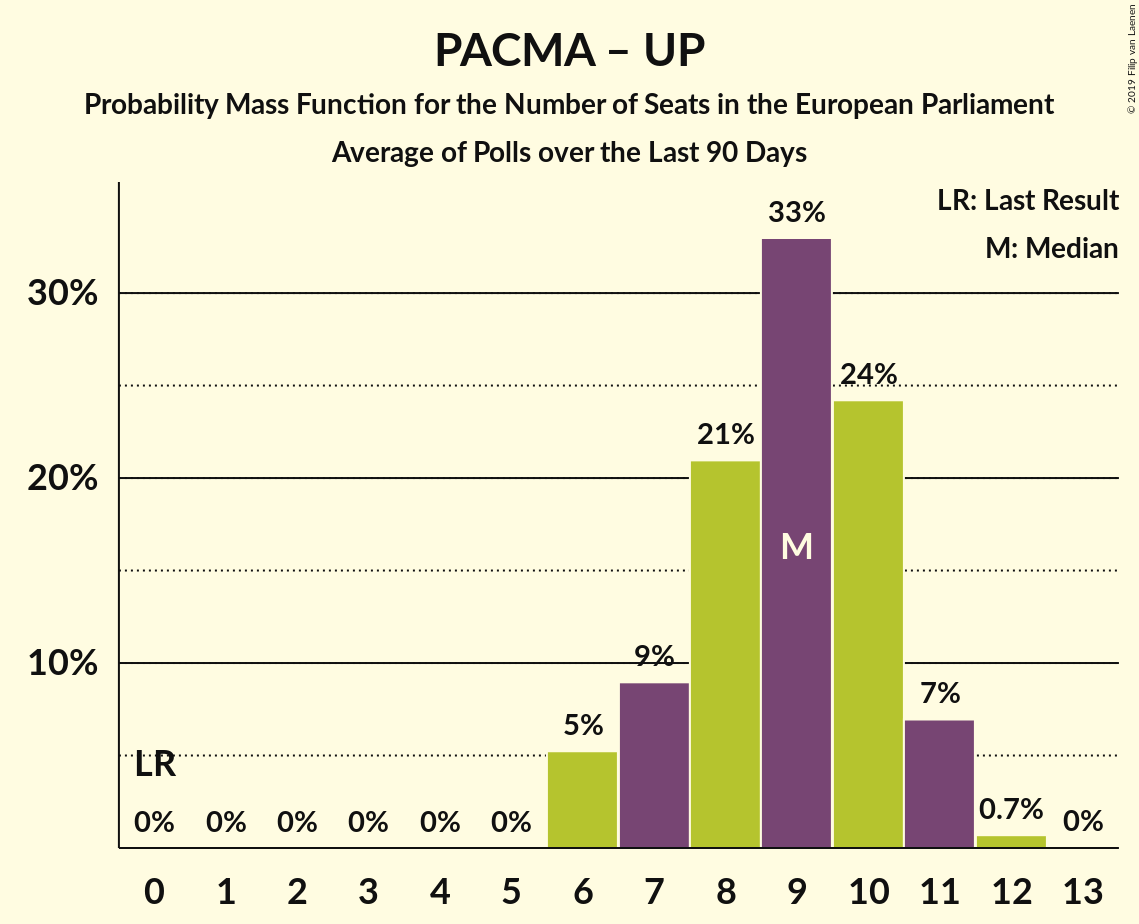 PACMA – UP
Probability Mass Function for the Number of Seats in the European Parliament
Average of Polls over the Last 90 Days
© 2019 Filip van Laenen
LR: Last Result
M: Median
33%
30%
24%
21%
20%
M
10%
9%
7%
5%
LR
0.7%
0% 0% 0% 0% 0% 0% 0%
0 1 2 3 4 5 6 7 8 9 10 11 12 13